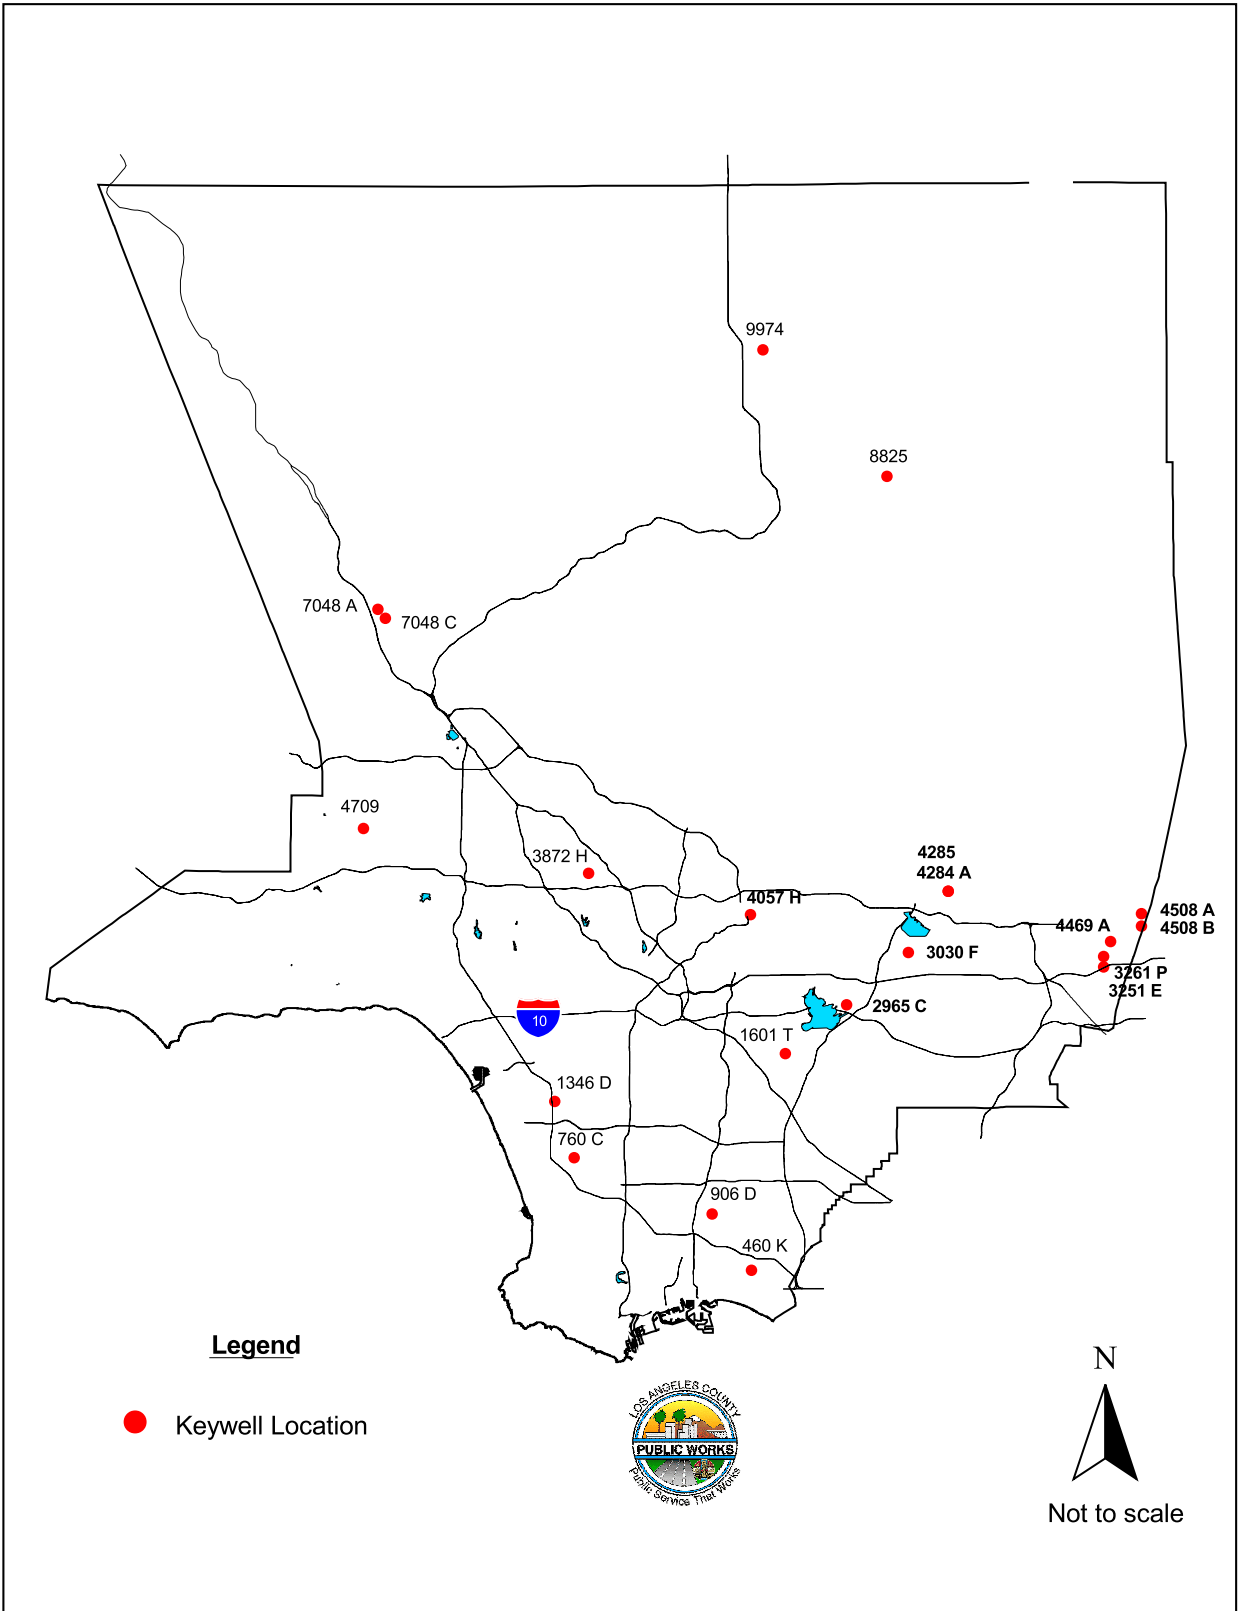 9974
8825
7048 A
7048 C
4709
3872 H
4285
4284 A
4057 H
4508 A
4469 A
4508 B
3030 F
3261 P
3251 E
2965 C
10
1601 T
1346 D
760 C
906 D
460 K
Legend
Keywell Location
LOS ANGELES COUNTY
PUBLIC WORKS
Public Service That Works
N
Not to scale